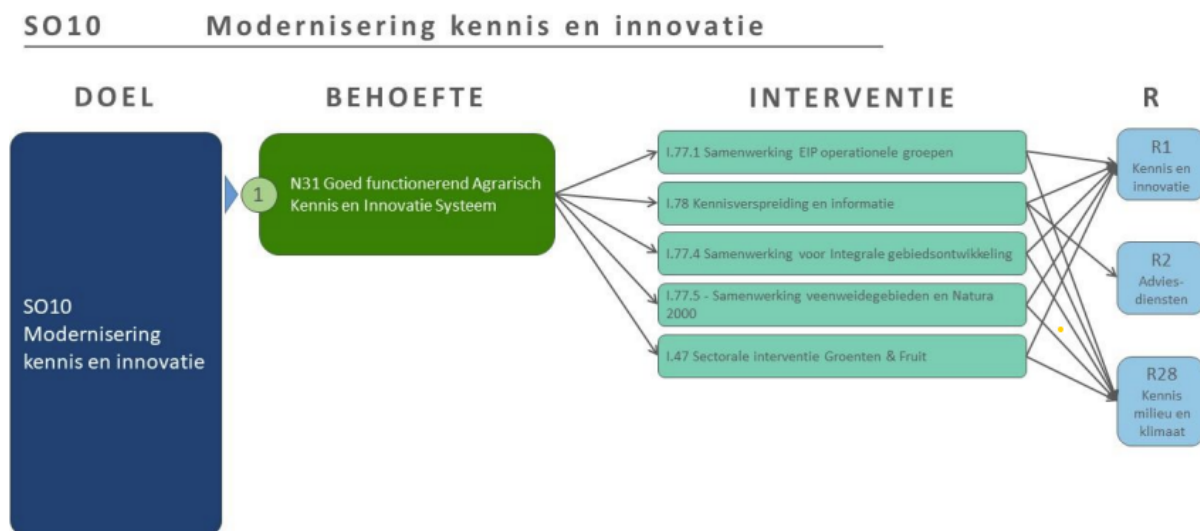 SO10 Modernisering kennis en innovatie
DOEL BEHOEFTE INTERVENTIE R
SO10
Modernisering
kennis en innovatie
1
N31 Goed functionerend Agrarisch
Kennis en Innovatie Systeem
I.77.1 Samenwerking EIP operationele groepen
I.78 Kennisverspreiding en informatie
I.77.4 Samenwerking voor Integrale gebiedsontwikkeling
I.77.5 - Samenwerking veenweidegebieden en Natura
2000
I.47 Sectorale interventie Groenten & Fruit
R1
Kennis en
innovatie
R2
Advies-
diensten
R28
Kennis
milieu en
klimaat